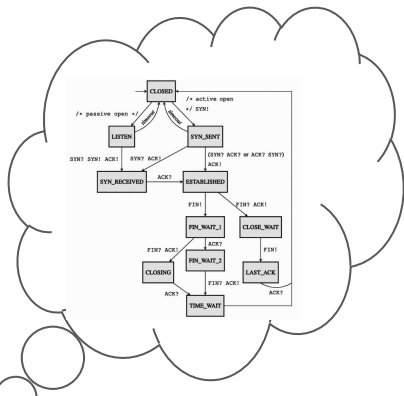 CLOSED
/* active open
*/ SYN!
/* passive open */
timeout
timeout
LISTEN
SYN_SENT
SYN? SYN! ACK!
SYN? ACK!
(SYN? ACK? or ACK? SYN?)
ACK!
SYN_RECEIVED
ACK?
ESTABLISHED
FIN!
FIN? ACK!
FIN_WAIT_1
CLOSE_WAIT
FIN? ACK!
ACK?
FIN!
CLOSING
FIN_WAIT_2
LAST_ACK
ACK?
FIN? ACK!
ACK?
TIME_WAIT